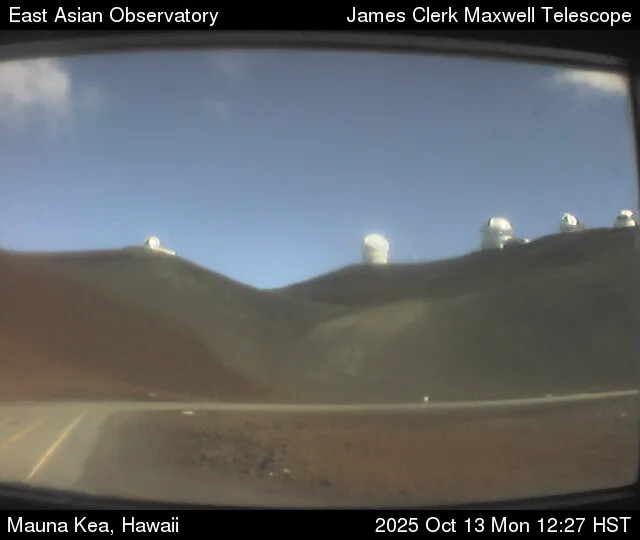 East Asian Observatory
James Clerk Maxwell Telescope
Mauna Kea, Hawaii
2025 Oct 13 Mon 12:27 HST